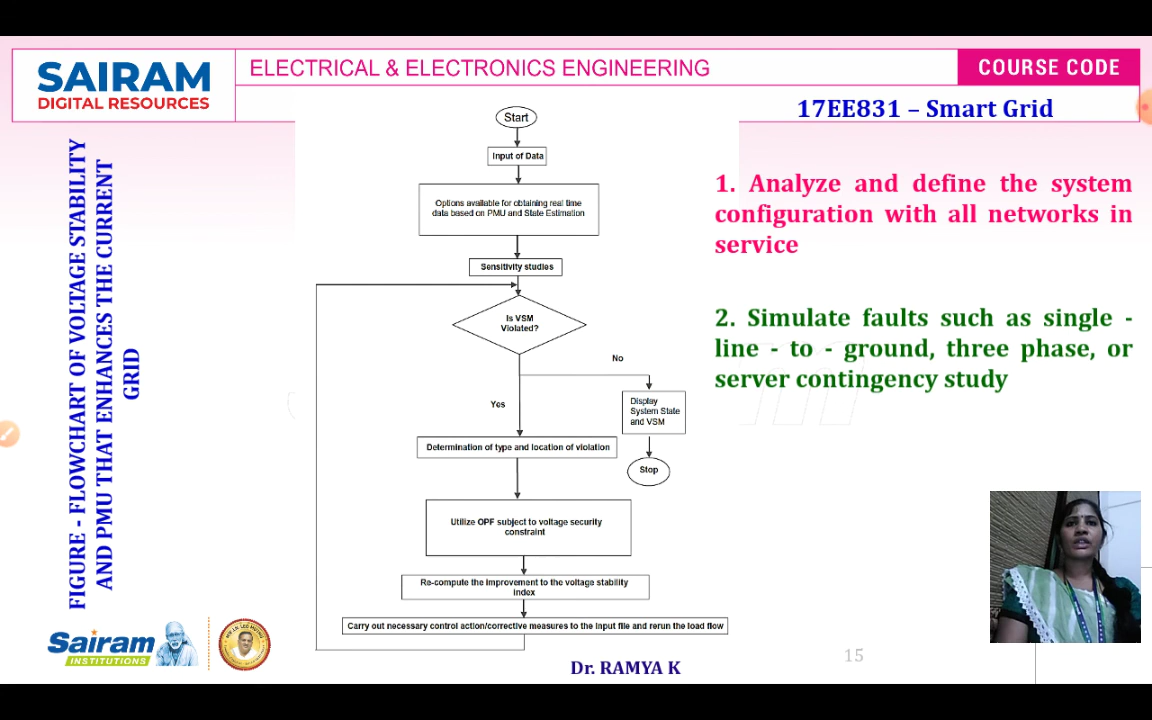 SAIRAM
DIGITAL RESOURCES
ELECTRICAL & ELECTRONICS ENGINEERING
COURSE CODE
17EE831 – Smart Grid
FIGURE - FLOWCHART OF VOLTAGE STABILITY
AND PMU THAT ENHANCES THE CURRENT
GRID
Start
Input of Data
Options available for obtaining real time
data based on PMU and State Estimation
Sensitivity studies
Is VSM
Violated?
No
Yes
Display
System State
and VSM
Stop
Determination of type and location of violation
Utilize OPF subject to voltage security
constraint
Re-compute the improvement to the voltage stability
index
Carry out necessary control action/corrective measures to the input file and rerun the load flow
1. Analyze and define the system
configuration with all networks in
service
2. Simulate faults such as single -
line - to - ground, three phase, or
server contingency study
Sairam
INSTITUTIONS
Dr. RAMYA K
15